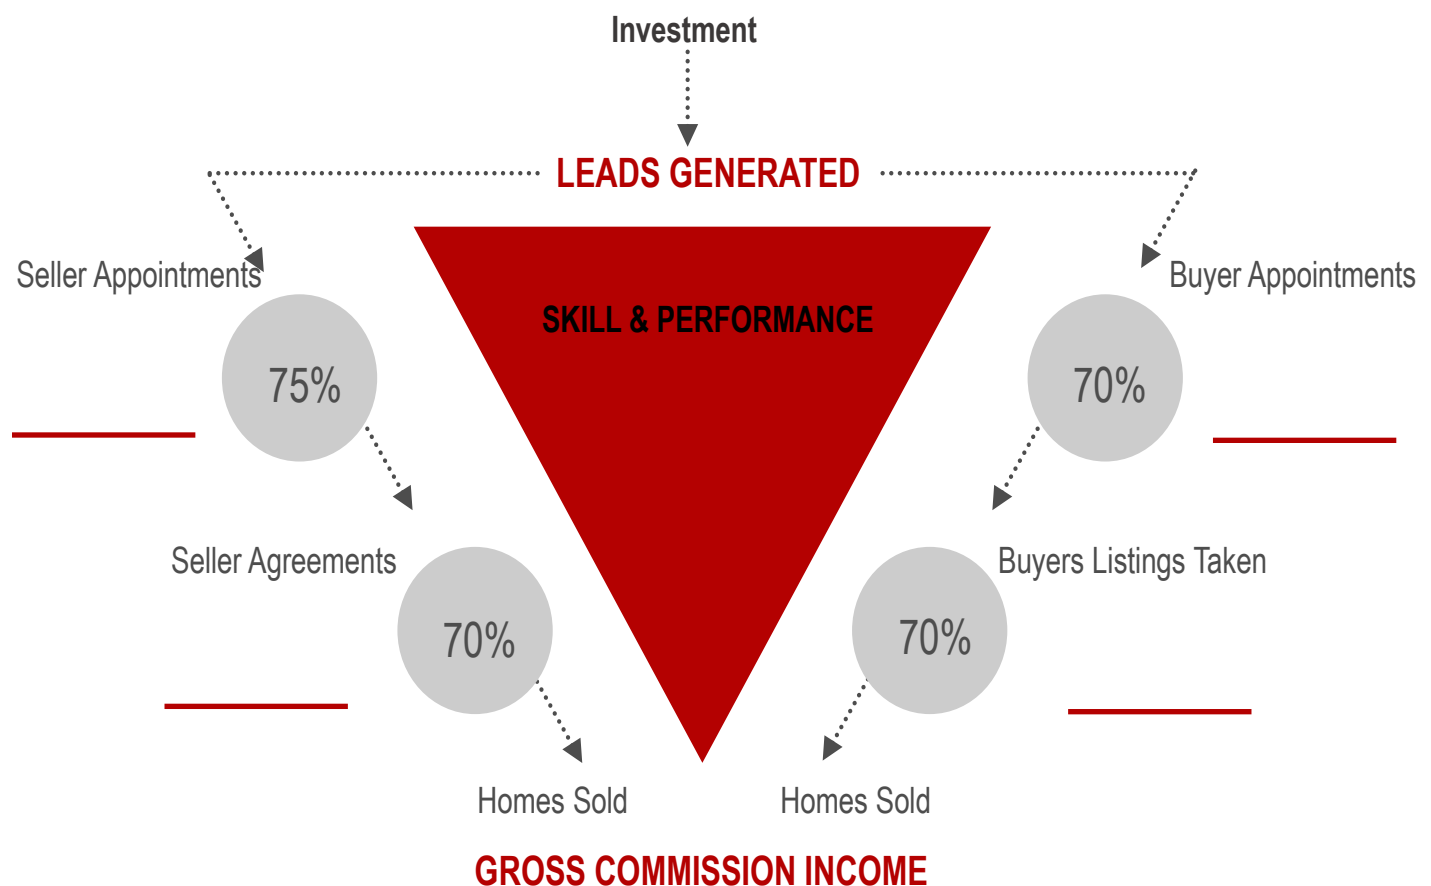 Investment
LEADS GENERATED
Seller Appointments
Buyer Appointments
SKILL & PERFORMANCE
75%
70%
Seller Agreements
Buyers Listings Taken
70%
70%
Homes Sold
Homes Sold
GROSS COMMISSION INCOME